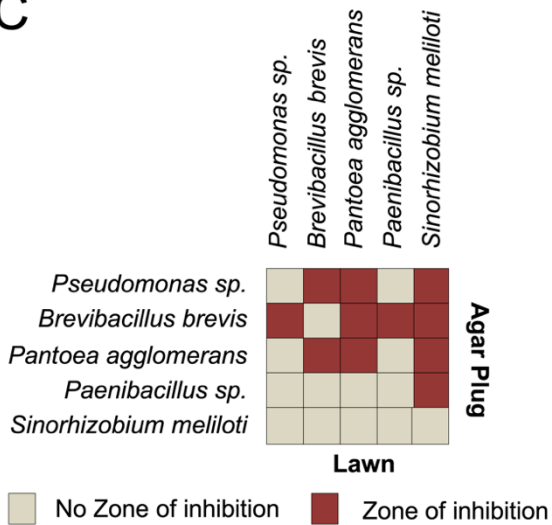 C
Pseudomonas sp.
Brevibacillus brevis
Pantoea agglomerans
Paenibacillus sp.
Sinorhizobium meliloti
Pseudomonas sp.
Brevibacillus brevis
Pantoea agglomerans
Paenibacillus sp.
Sinorhizobium meliloti
Agar Plug
Lawn
No Zone of inhibition
Zone of inhibition